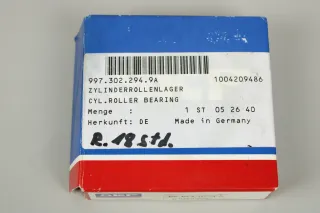 997.302.294.9A 1004209486
ZYLINDERROLLENLAGER
CYL.ROLLER BEARING
Menge : 1 ST 05 26 40
Herkunft: DE Made in Germany
R. 18 Std.